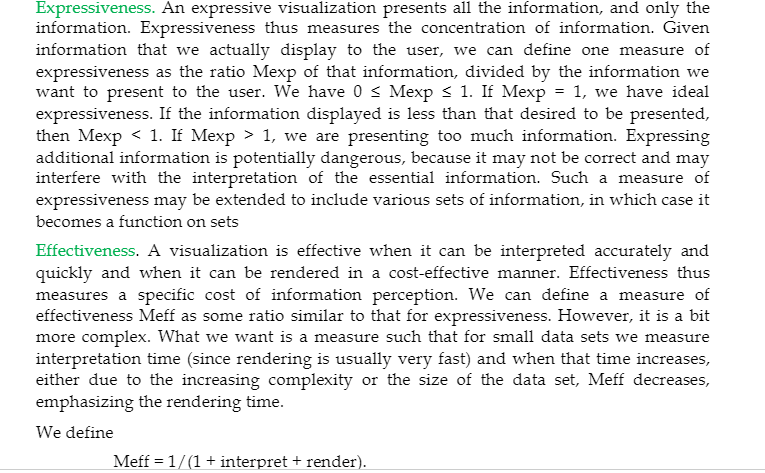 Expressiveness. An expressive visualization presents all the information, and only the
information. Expressiveness thus measures the concentration of information. Given
information that we actually display to the user, we can define one measure of
expressiveness as the ratio Mexp of that information, divided by the information we
want to present to the user. We have 0 ≤ Mexp ≤ 1. If Mexp = 1, we have ideal
expressiveness. If the information displayed is less than that desired to be presented,
then Mexp < 1. If Mexp > 1, we are presenting too much information. Expressing
additional information is potentially dangerous, because it may not be correct and may
interfere with the interpretation of the essential information. Such a measure of
expressiveness may be extended to include various sets of information, in which case it
becomes a function on sets
Effectiveness. A visualization is effective when it can be interpreted accurately and
quickly and when it can be rendered in a cost-effective manner. Effectiveness thus
measures a specific cost of information perception. We can define a measure of
effectiveness Meff as some ratio similar to that for expressiveness. However, it is a bit
more complex. What we want is a measure such that for small data sets we measure
interpretation time (since rendering is usually very fast) and when that time increases,
either due to the increasing complexity or the size of the data set, Meff decreases,
emphasizing the rendering time.
We define
Meff = 1/(1 + interpret + render).